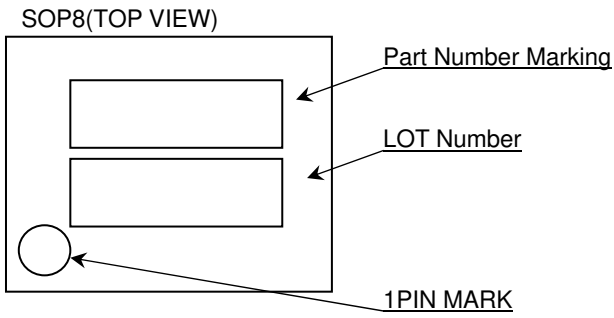 SOP8(TOP VIEW)
Part Number Marking
LOT Number
1PIN MARK